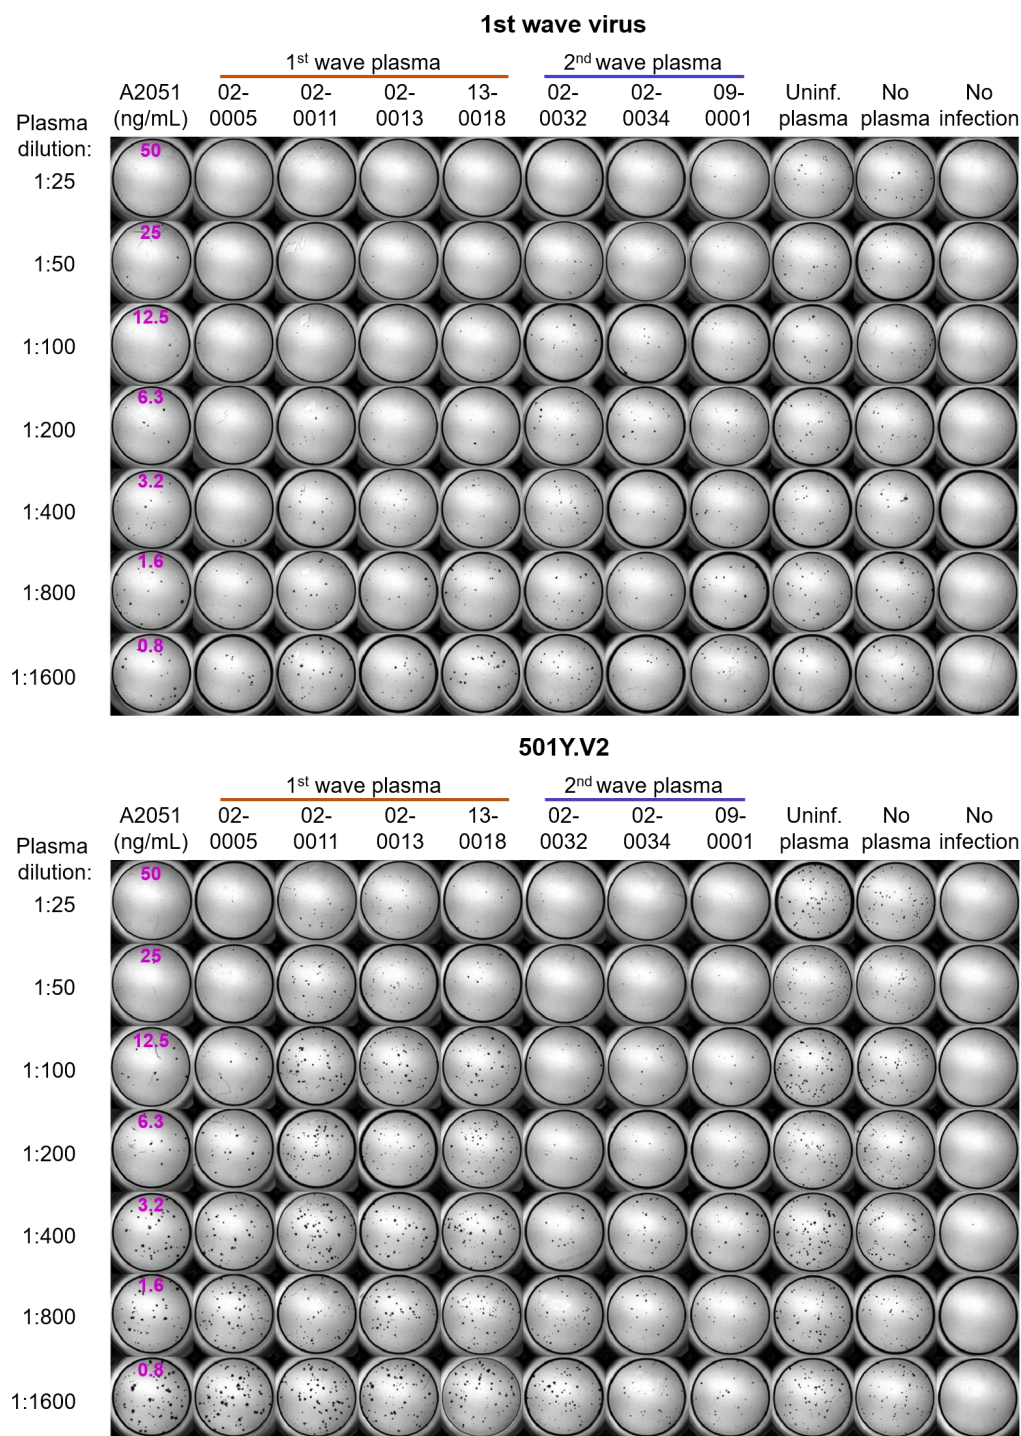 1st wave virus
1st wave plasma 2nd wave plasma
A2051 02- 02- 02- 13- 02- 02- 09- Uninf. No No
(ng/mL) 0005 0011 0013 0018 0032 0034 0001 plasma plasma infection
Plasma
dilution:
50
1:25
25
1:50
12.5
1:100
6.3
1:200
3.2
1:400
1.6
1:800
0.8
1:1600
501Y.V2
1st wave plasma 2nd wave plasma
A2051 02- 02- 02- 13- 02- 02- 09- Uninf. No No
(ng/mL) 0005 0011 0013 0018 0032 0034 0001 plasma plasma infection
Plasma
dilution:
50
1:25
25
1:50
12.5
1:100
6.3
1:200
3.2
1:400
1.6
1:800
0.8
1:1600